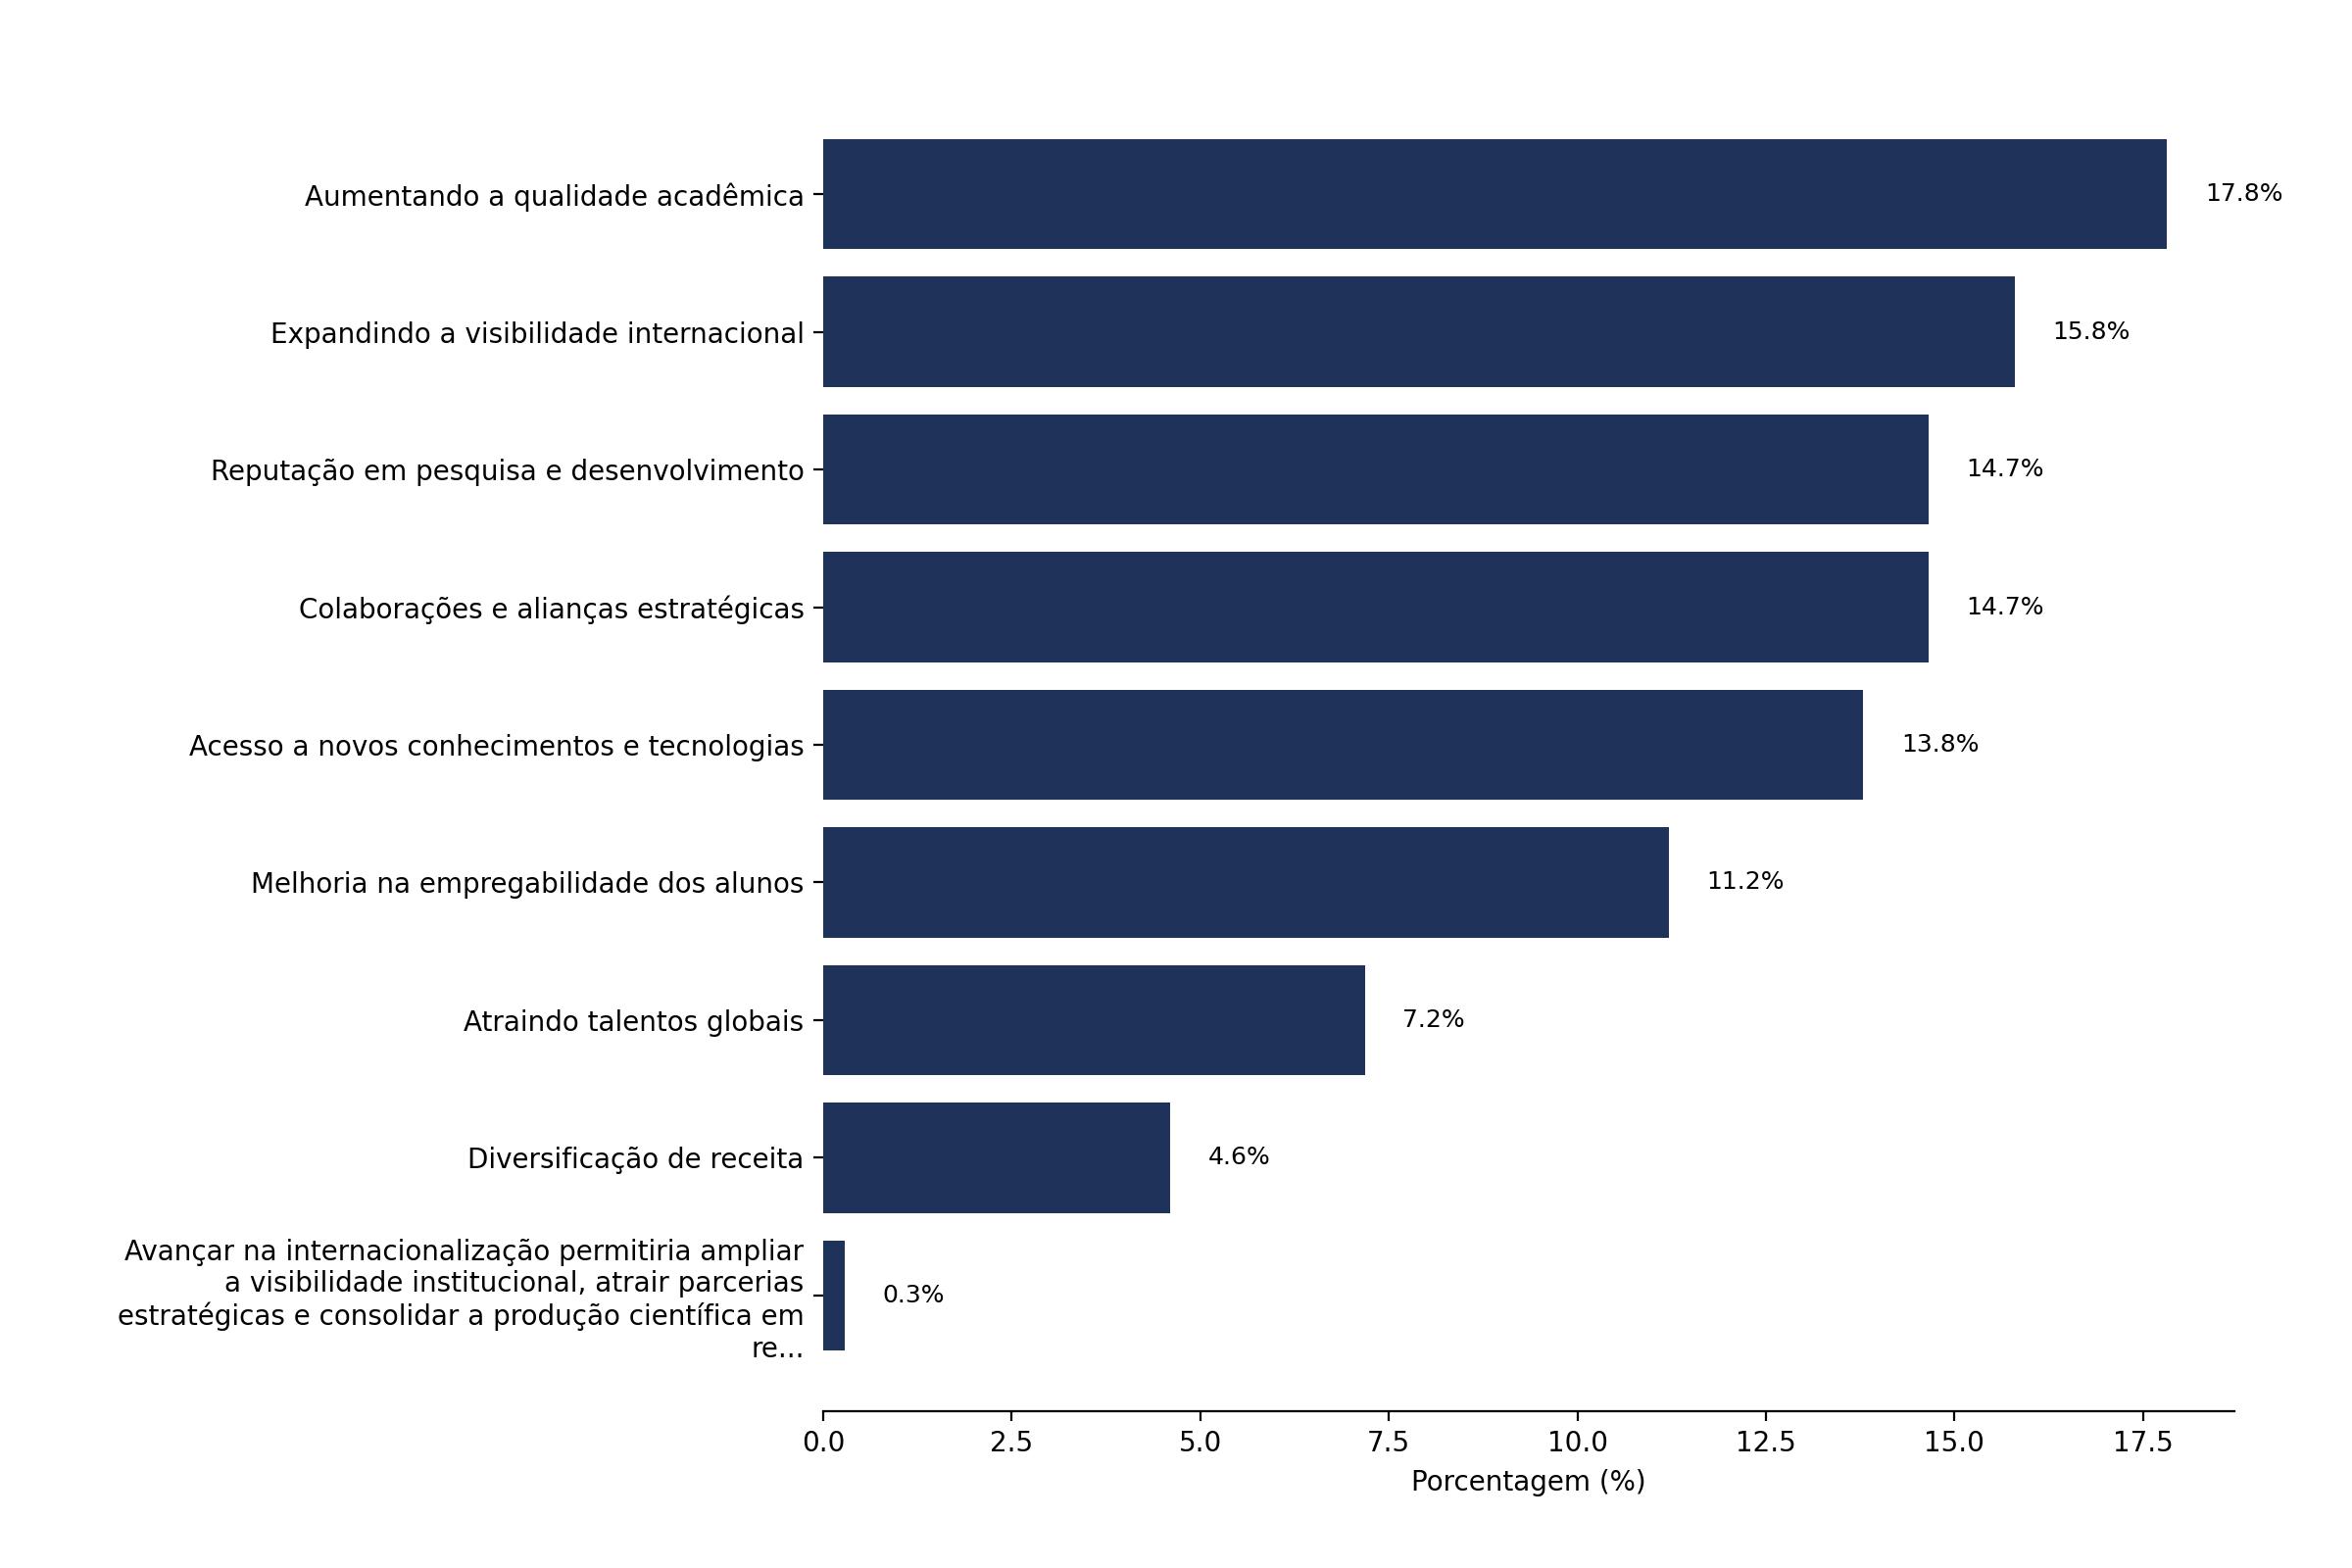 Aumentando a qualidade acadêmica
17.8%
Expandindo a visibilidade internacional
15.8%
Reputação em pesquisa e desenvolvimento
14.7%
Colaborações e alianças estratégicas
14.7%
Acesso a novos conhecimentos e tecnologias
13.8%
Melhoria na empregabilidade dos alunos
11.2%
Atraindo talentos globais
7.2%
Diversificação de receita
4.6%
Avançar na internacionalização permitiria ampliar
a visibilidade institucional, atrair parcerias
estratégicas e consolidar a produção científica em
re...
0.3%
0.0 2.5 5.0 7.5 10.0 12.5 15.0 17.5
Porcentagem (%)